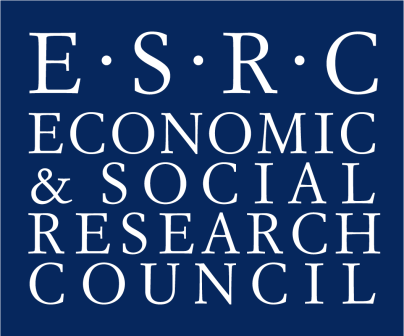 E·S·R·C
ECONOMIC
& SOCIAL
RESEARCH
COUNCIL